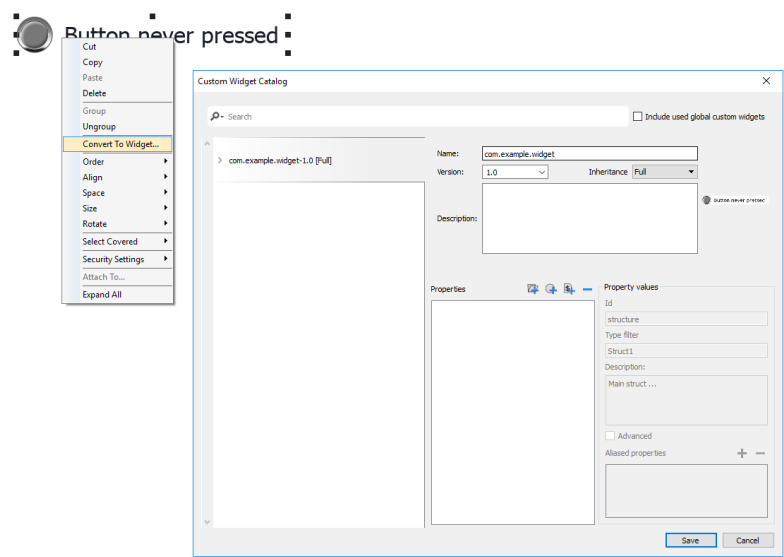 Button never pressed
Cut
Copy
Paste
Delete
Group
Ungroup
Convert To Widget...
Order
Align
Space
Size
Rotate
Select Covered
Security Settings
Attach To...
Expand All
Custom Widget Catalog
Search
Include used global custom widgets
com.example.widget-1.0 [Full]
Name:
com.example.widget
Version:
1.0
Inheritance
Full
Description:
Button never pressed
Properties
Property values
Id
structure
Type filter
Struct1
Description:
Main struct ...
Advanced
Aliased properties
Save
Cancel